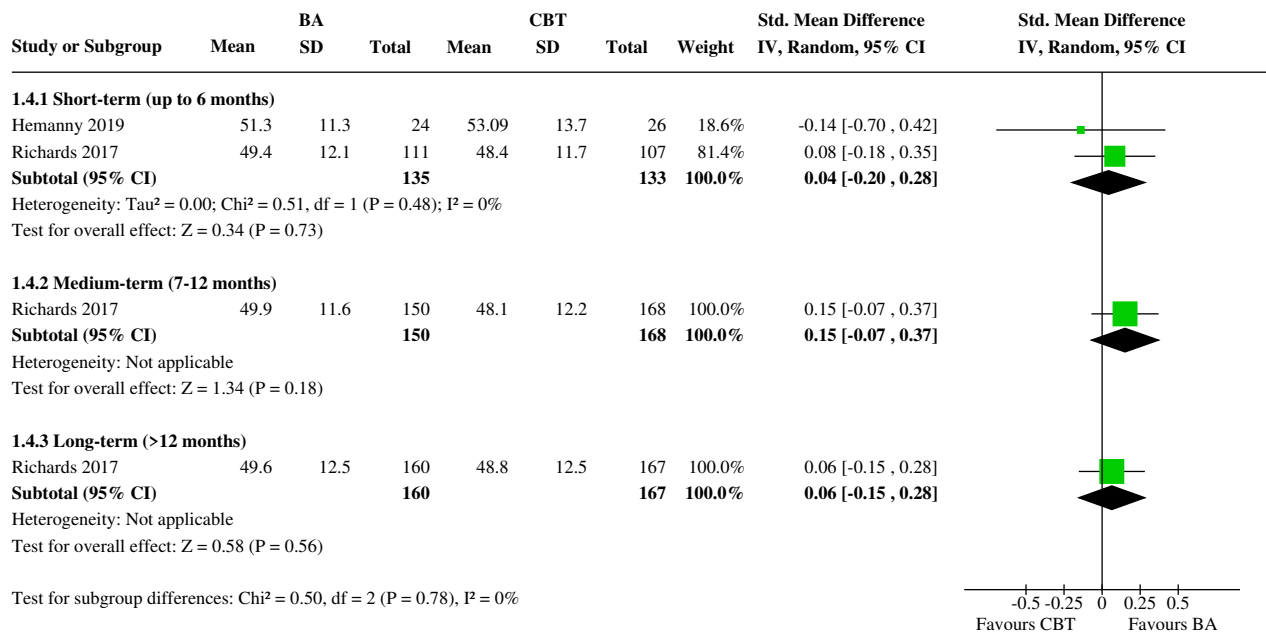 BA CBT Std. Mean Difference Std. Mean Difference
Study or Subgroup Mean SD Total Mean SD Total Weight IV, Random, 95% CI IV, Random, 95% CI
1.4.1 Short-term (up to 6 months)
Hemanny 2019 51.3 11.3 24 53.09 13.7 26 18.6% -0.14 [-0.70 , 0.42]
Richards 2017 49.4 12.1 111 48.4 11.7 107 81.4% 0.08 [-0.18 , 0.35]
Subtotal (95% CI) 135 133 100.0% 0.04 [-0.20 , 0.28]
Heterogeneity: Tau² = 0.00; Chi² = 0.51, df = 1 (P = 0.48); I² = 0%
Test for overall effect: Z = 0.34 (P = 0.73)
1.4.2 Medium-term (7-12 months)
Richards 2017 49.9 11.6 150 48.1 12.2 168 100.0% 0.15 [-0.07 , 0.37]
Subtotal (95% CI) 150 168 100.0% 0.15 [-0.07 , 0.37]
Heterogeneity: Not applicable
Test for overall effect: Z = 1.34 (P = 0.18)
1.4.3 Long-term (>12 months)
Richards 2017 49.6 12.5 160 48.8 12.5 167 100.0% 0.06 [-0.15 , 0.28]
Subtotal (95% CI) 160 167 100.0% 0.06 [-0.15 , 0.28]
Heterogeneity: Not applicable
Test for overall effect: Z = 0.58 (P = 0.56)
Test for subgroup differences: Chi² = 0.50, df = 2 (P = 0.78), I² = 0%
-0.5 -0.25 0 0.25 0.5
Favours CBT Favours BA